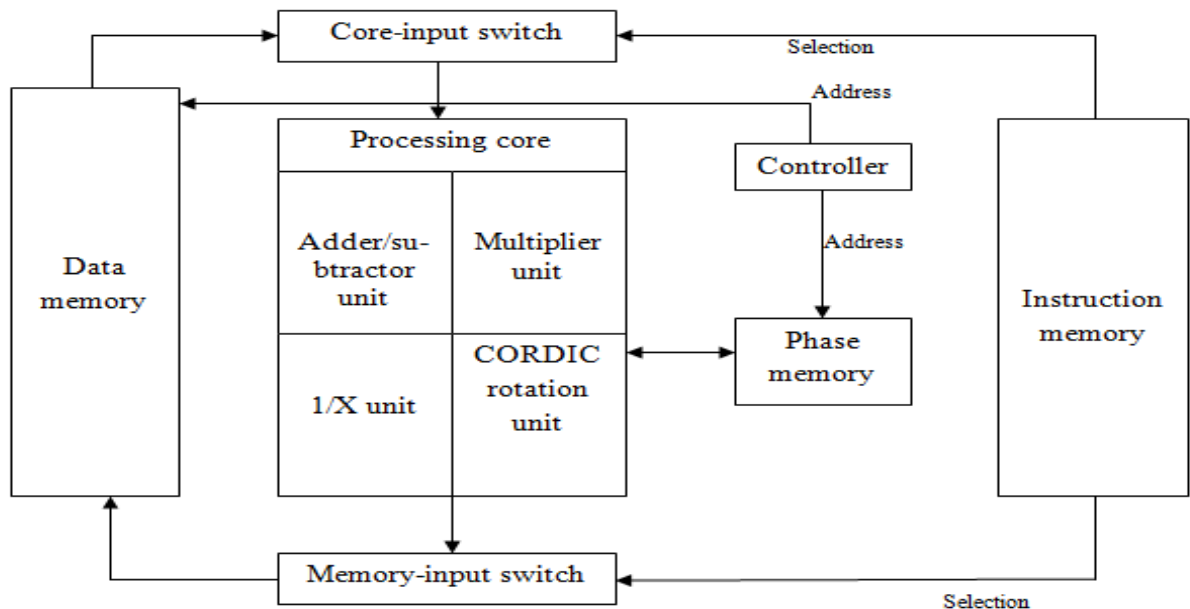 Core-input switch
Selection
Address
Processing core
Controller
Adder/su-
btractor
unit
Multiplier
unit
Address
Data
memory
Instruction
memory
Phase
memory
1/X unit
CORDIC
rotation
unit
Memory-input switch
Selection